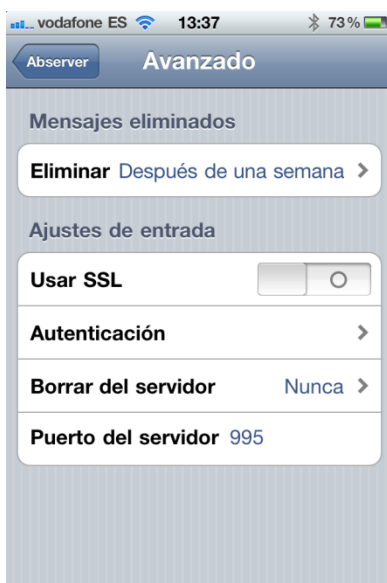 vodafone ES 13:37 73%
Abserver Avanzado
Mensajes eliminados
Eliminar Después de una semana
Ajustes de entrada
Usar SSL
Autenticación
Borrar del servidor Nunca
Puerto del servidor 995